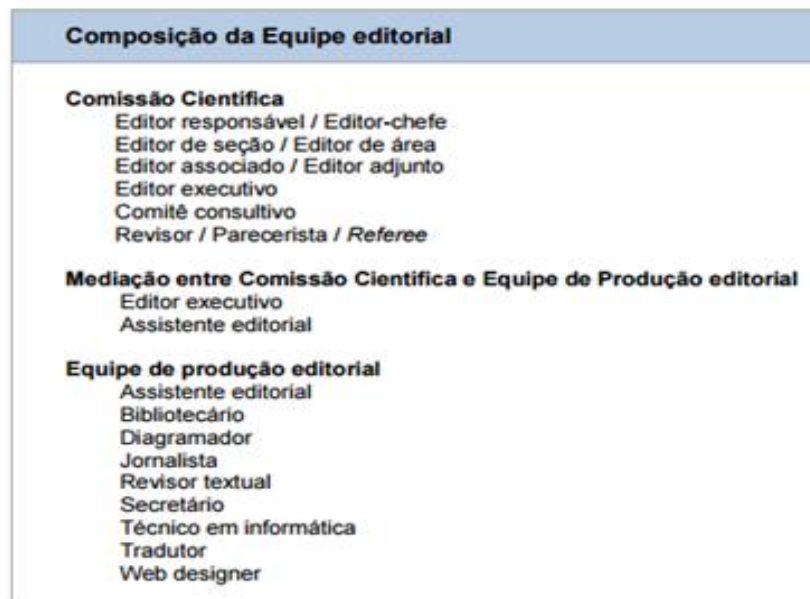 Composição da Equipe editorial
Comissão Científica
Editor responsável / Editor-chefe
Editor de seção / Editor de área
Editor associado / Editor adjunto
Editor executivo
Comitê consultivo
Revisor / Parecerista / Referee
Mediação entre Comissão Científica e Equipe de Produção editorial
Editor executivo
Assistente editorial
Equipe de produção editorial
Assistente editorial
Bibliotecário
Diagramador
Jornalista
Revisor textual
Secretário
Técnico em informática
Tradutor
Web designer